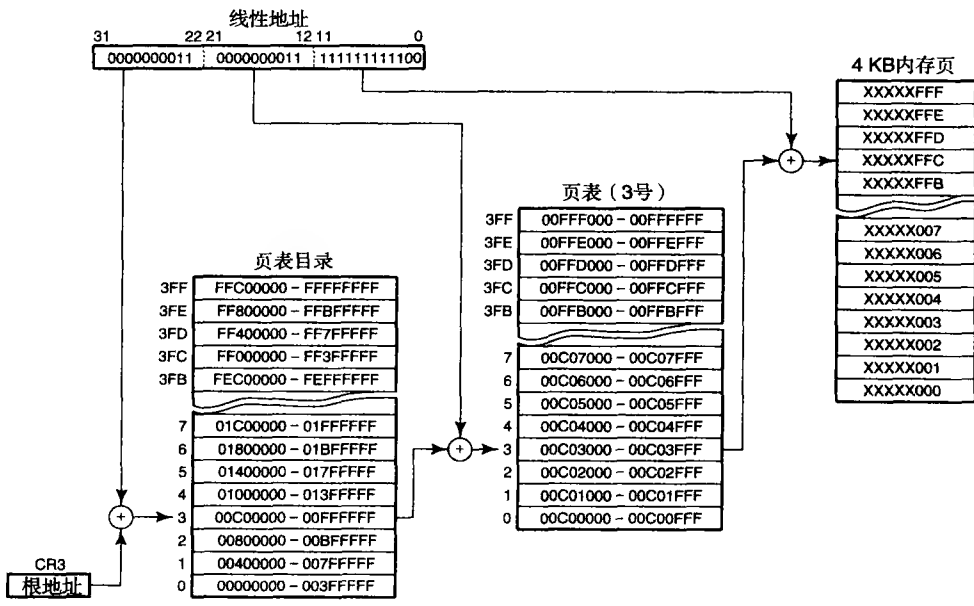 线性地址
31 22 21 12 11 0
0000000011 0000000011 111111111100
4 KB内存页
XXXXXFFF
XXXXXFFE
XXXXXFFD
XXXXXFFC
XXXXXFFB
XXXXX007
XXXXX006
XXXXX005
XXXXX004
XXXXX003
XXXXX002
XXXXX001
XXXXX000
页表（3号）
3FF 00FFF000 – 00FFFFFF
3FE 00FFE000 – 00FFEFFF
3FD 00FFD000 – 00FFDFFF
3FC 00FFC000 – 00FFCFFF
3FB 00FFB000 – 00FFBFFF
7 00C07000 – 00C07FFF
6 00C06000 – 00C06FFF
5 00C05000 – 00C05FFF
4 00C04000 – 00C04FFF
3 00C03000 – 00C03FFF
2 00C02000 – 00C02FFF
1 00C01000 – 00C01FFF
0 00C00000 – 00C00FFF
页表目录
3FF FFC00000 – FFFFFFFF
3FE FF800000 – FFBFFFFF
3FD FF400000 – FF7FFFFF
3FC FF000000 – FF3FFFFF
3FB FEC00000 – FEFFFFFF
7 01C00000 – 01FFFFFF
6 01800000 – 01BFFFFF
5 01400000 – 017FFFFF
4 01000000 – 013FFFFF
3 00C00000 – 00FFFFFF
2 00800000 – 00BFFFFF
1 00400000 – 007FFFFF
0 00000000 – 003FFFFF
CR3
根地址